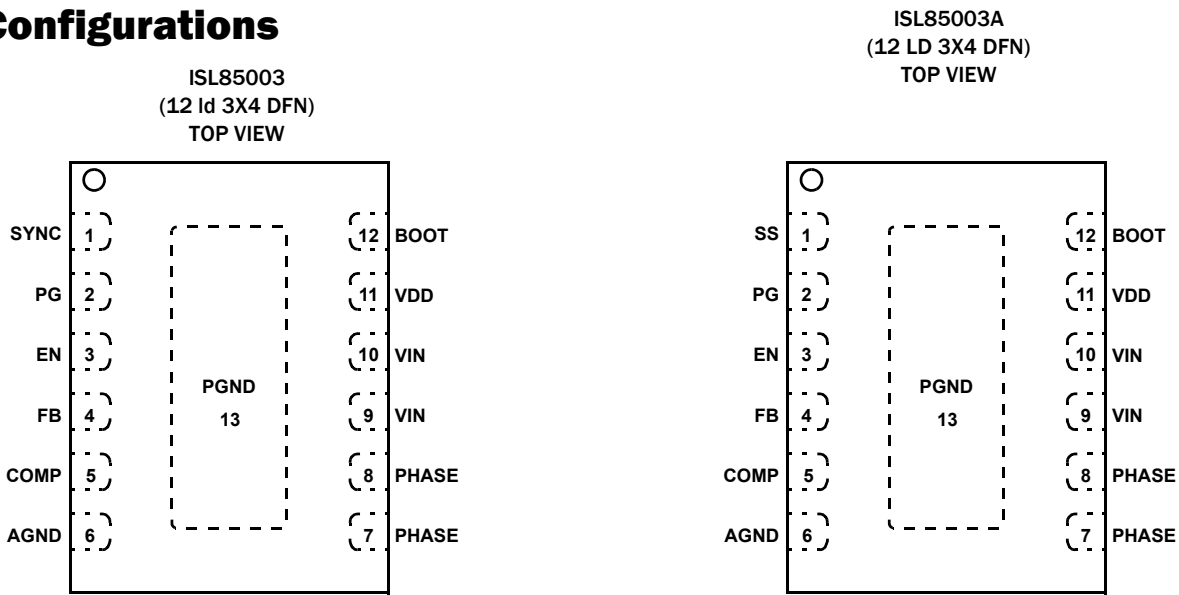 Configurations
ISL85003
(12 ld 3X4 DFN)
TOP VIEW
SYNC 1
PG 2
EN 3
FB 4
COMP 5
AGND 6
PGND
13
12 BOOT
11 VDD
10 VIN
9 VIN
8 PHASE
7 PHASE
ISL85003A
(12 LD 3X4 DFN)
TOP VIEW
SS 1
PG 2
EN 3
FB 4
COMP 5
AGND 6
PGND
13
12 BOOT
11 VDD
10 VIN
9 VIN
8 PHASE
7 PHASE